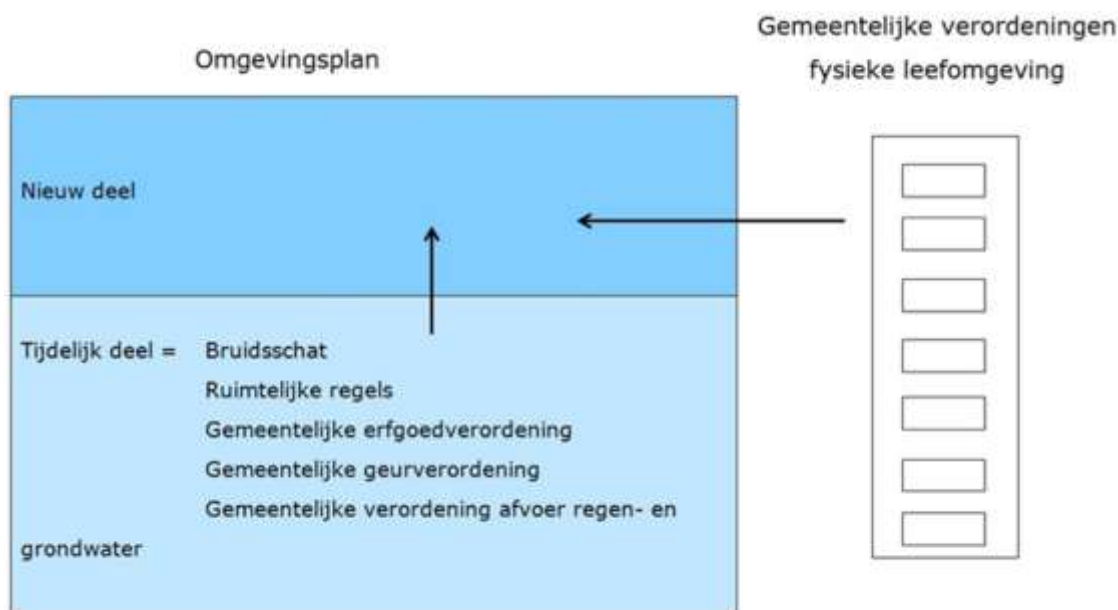 Gemeentelijke verordeningen
fysieke leefomgeving
Omgevingsplan
Nieuw deel
Tijdelijk deel = Bruidsschat
Ruimtelijke regels
Gemeentelijke erfgoedverordening
Gemeentelijke geurverordening
Gemeentelijke verordening afvoer regen- en
grondwater